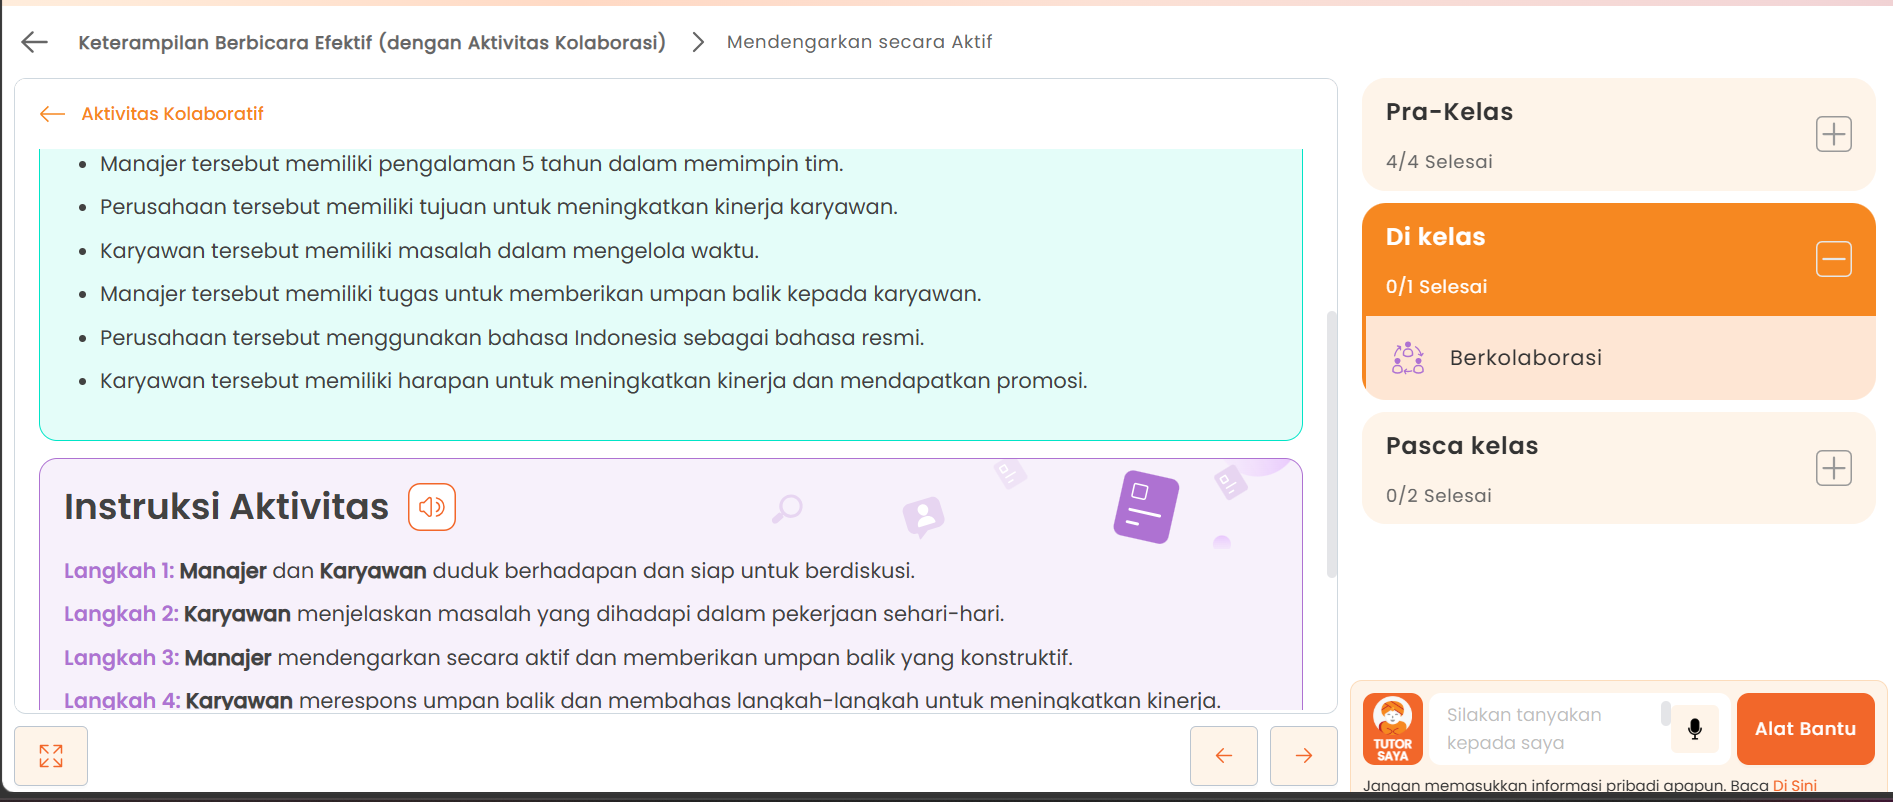 Keterampilan Berbicara Efektif (dengan Aktivitas Kolaborasi)
Mendengarkan secara Aktif
Aktivitas Kolaboratif
Manajer tersebut memiliki pengalaman 5 tahun dalam memimpin tim.
Perusahaan tersebut memiliki tujuan untuk meningkatkan kinerja karyawan.
Karyawan tersebut memiliki masalah dalam mengelola waktu.
Manajer tersebut memiliki tugas untuk memberikan umpan balik kepada karyawan.
Perusahaan tersebut menggunakan bahasa Indonesia sebagai bahasa resmi.
Karyawan tersebut memiliki harapan untuk meningkatkan kinerja dan mendapatkan promosi.
Instruksi Aktivitas
Langkah 1: Manajer dan Karyawan duduk berhadapan dan siap untuk berdiskusi.
Langkah 2: Karyawan menjelaskan masalah yang dihadapi dalam pekerjaan sehari-hari.
Langkah 3: Manajer mendengarkan secara aktif dan memberikan umpan balik yang konstruktif.
Langkah 4: Karyawan merespons umpan balik dan membahas langkah-langkah untuk meningkatkan kinerja.
Pra-Kelas
4/4 Selesai
Di kelas
0/1 Selesai
Berkolaborasi
Pasca kelas
0/2 Selesai
TUTOR
SAYA
Silakan tanyakan
kepada saya
Alat Bantu
Jangan memasukkan informasi pribadi apapun. Baca Di Sini